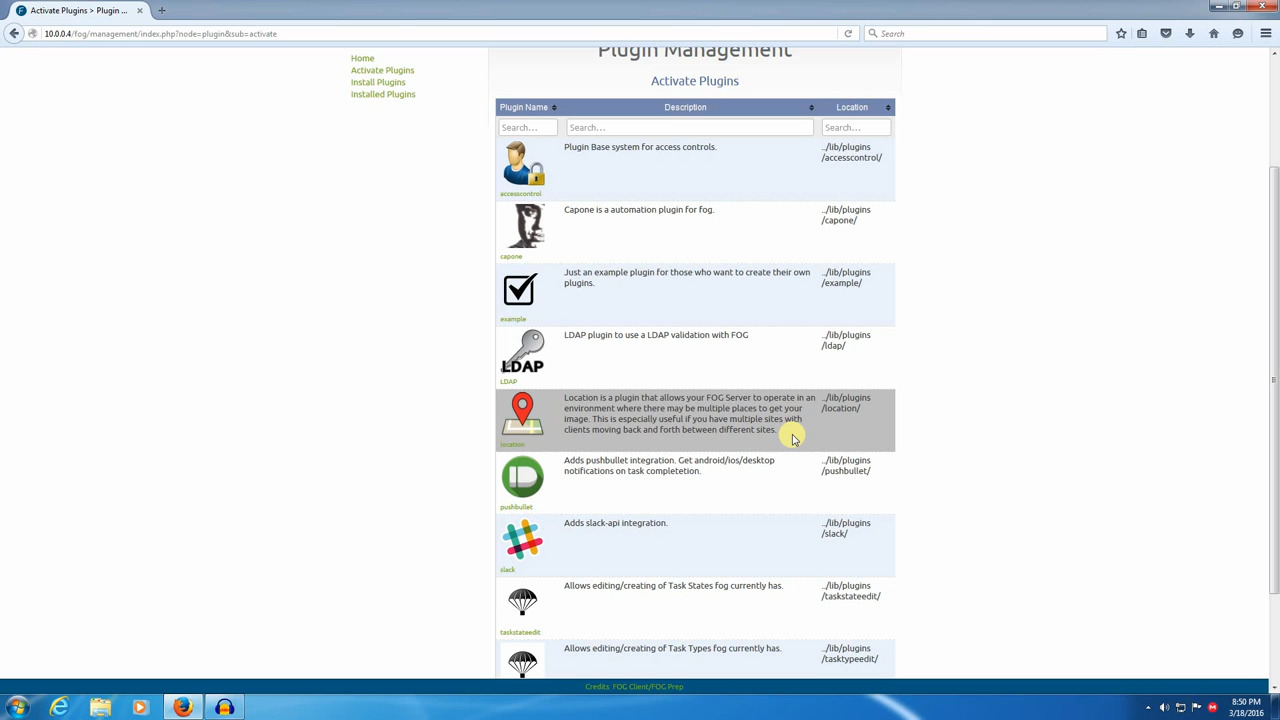 Activate Plugins > Plugin ...
10.0.0.4/fog/management/index.php?node=plugin&sub=activate
Search
Home
Activate Plugins
Install Plugins
Installed Plugins
Plugin Management
Activate Plugins
Plugin Name Description Location
Search... Search... Search...
Plugin Base system for access controls.
../lib/plugins
/accesscontrol/
accesscontrol
Capone is a automation plugin for fog.
../lib/plugins
/capone/
capone
Just an example plugin for those who want to create their own
plugins.
../lib/plugins
/example/
example
LDAP plugin to use a LDAP validation with FOG
../lib/plugins
/ldap/
LDAP
LDAP
Location is a plugin that allows your FOG Server to operate in an
environment where there may be multiple places to get your
image. This is especially useful if you have multiple sites with
clients moving back and forth between different sites.
../lib/plugins
/location/
location
Adds pushbullet integration. Get android/ios/desktop
notifications on task completetion.
../lib/plugins
/pushbullet/
pushbullet
Adds slack-api integration.
../lib/plugins
/slack/
slack
Allows editing/creating of Task States fog currently has.
../lib/plugins
/taskstateedit/
taskstateedit
Allows editing/creating of Task Types fog currently has.
../lib/plugins
/tasktypeedit/
Credits FOG Client/FOG Prep
8:50 PM
3/18/2016